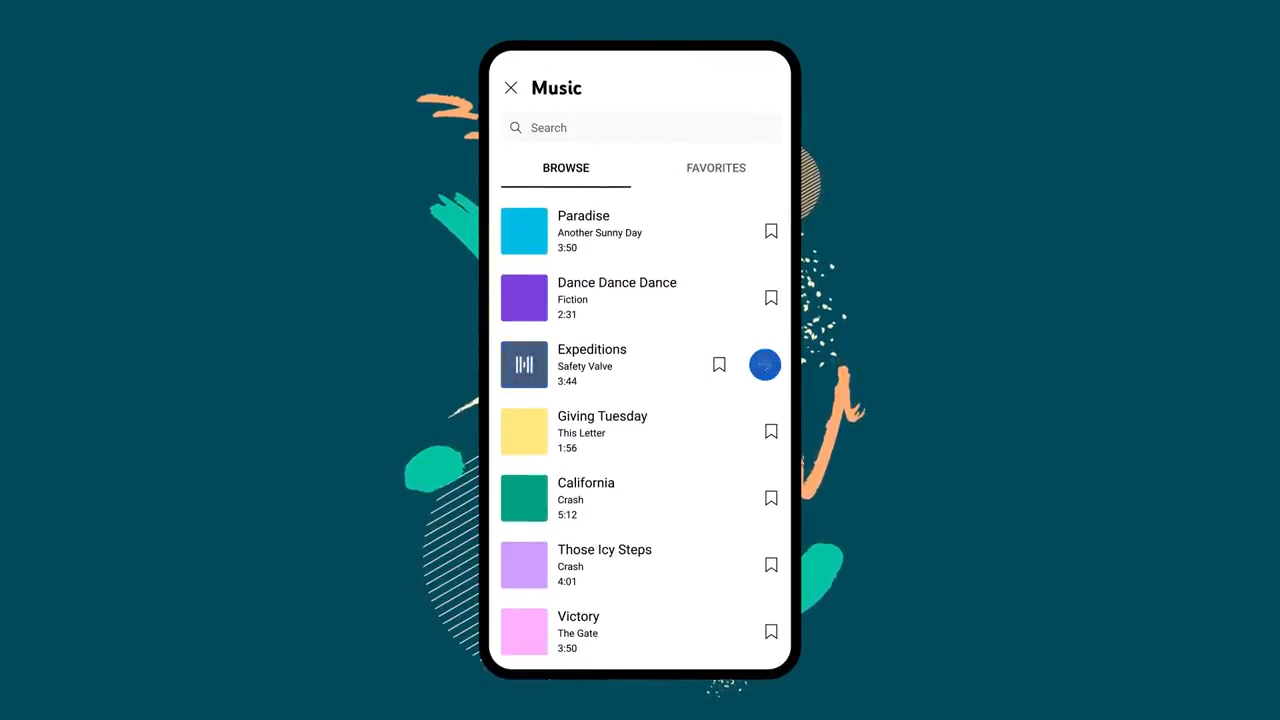 Music
Search
BROWSE
FAVORITES
Paradise
Another Sunny Day
3:50
Dance Dance Dance
Fiction
2:31
Expeditions
Safety Valve
3:44
Giving Tuesday
This Letter
1:56
California
Crash
5:12
Those Icy Steps
Crash
4:01
Victory
The Gate
3:50